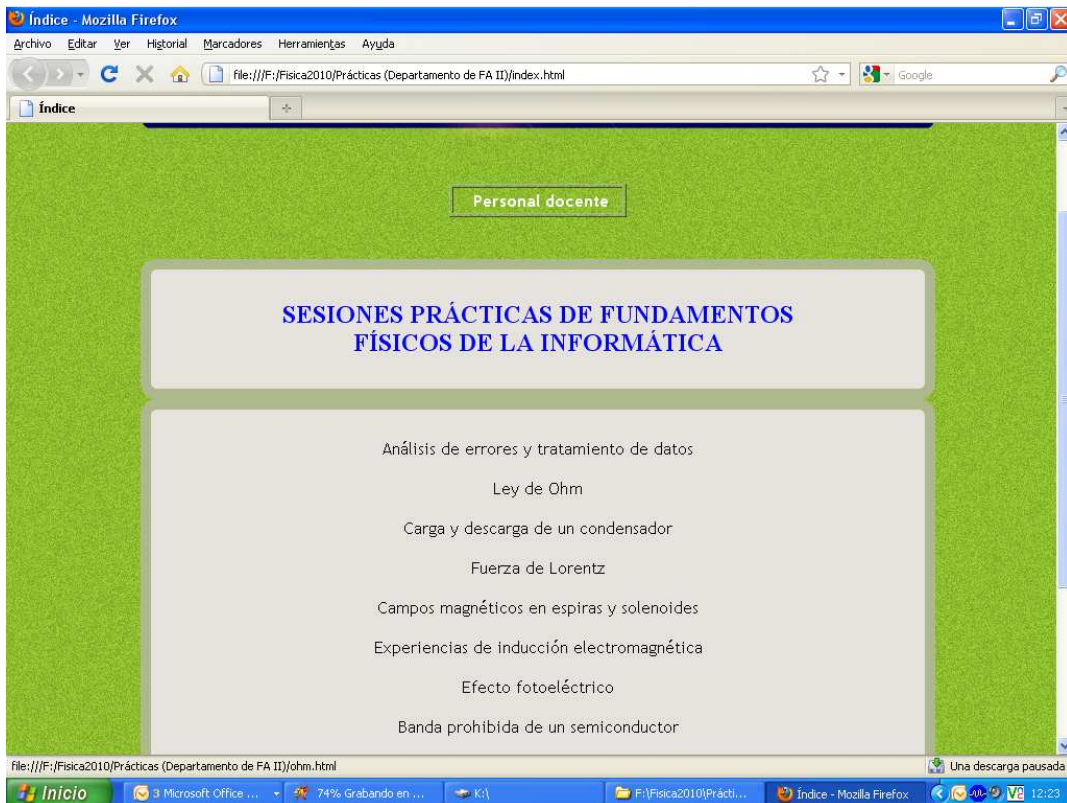 Índice - Mozilla Firefox
Archivo Editar Ver Historial Marcadores Herramientas Ayuda
file:///F:/Fisica2010/Prácticas (Departamento de FA II)/index.html
Google
Índice
Personal docente
SESIONES PRÁCTICAS DE FUNDAMENTOS
FÍSICOS DE LA INFORMÁTICA
Análisis de errores y tratamiento de datos
Ley de Ohm
Carga y descarga de un condensador
Fuerza de Lorentz
Campos magnéticos en espiras y solenoides
Experiencias de inducción electromagnética
Efecto fotoeléctrico
Banda prohibida de un semiconductor
file:///F:/Fisica2010/Prácticas (Departamento de FA II)/ohm.html
Una descarga pausada
Inicio
3 Microsoft Office ...
74% Grabando en ...
K:\
F:\Fisica2010\Prácti...
Índice - Mozilla Firefox
12:23